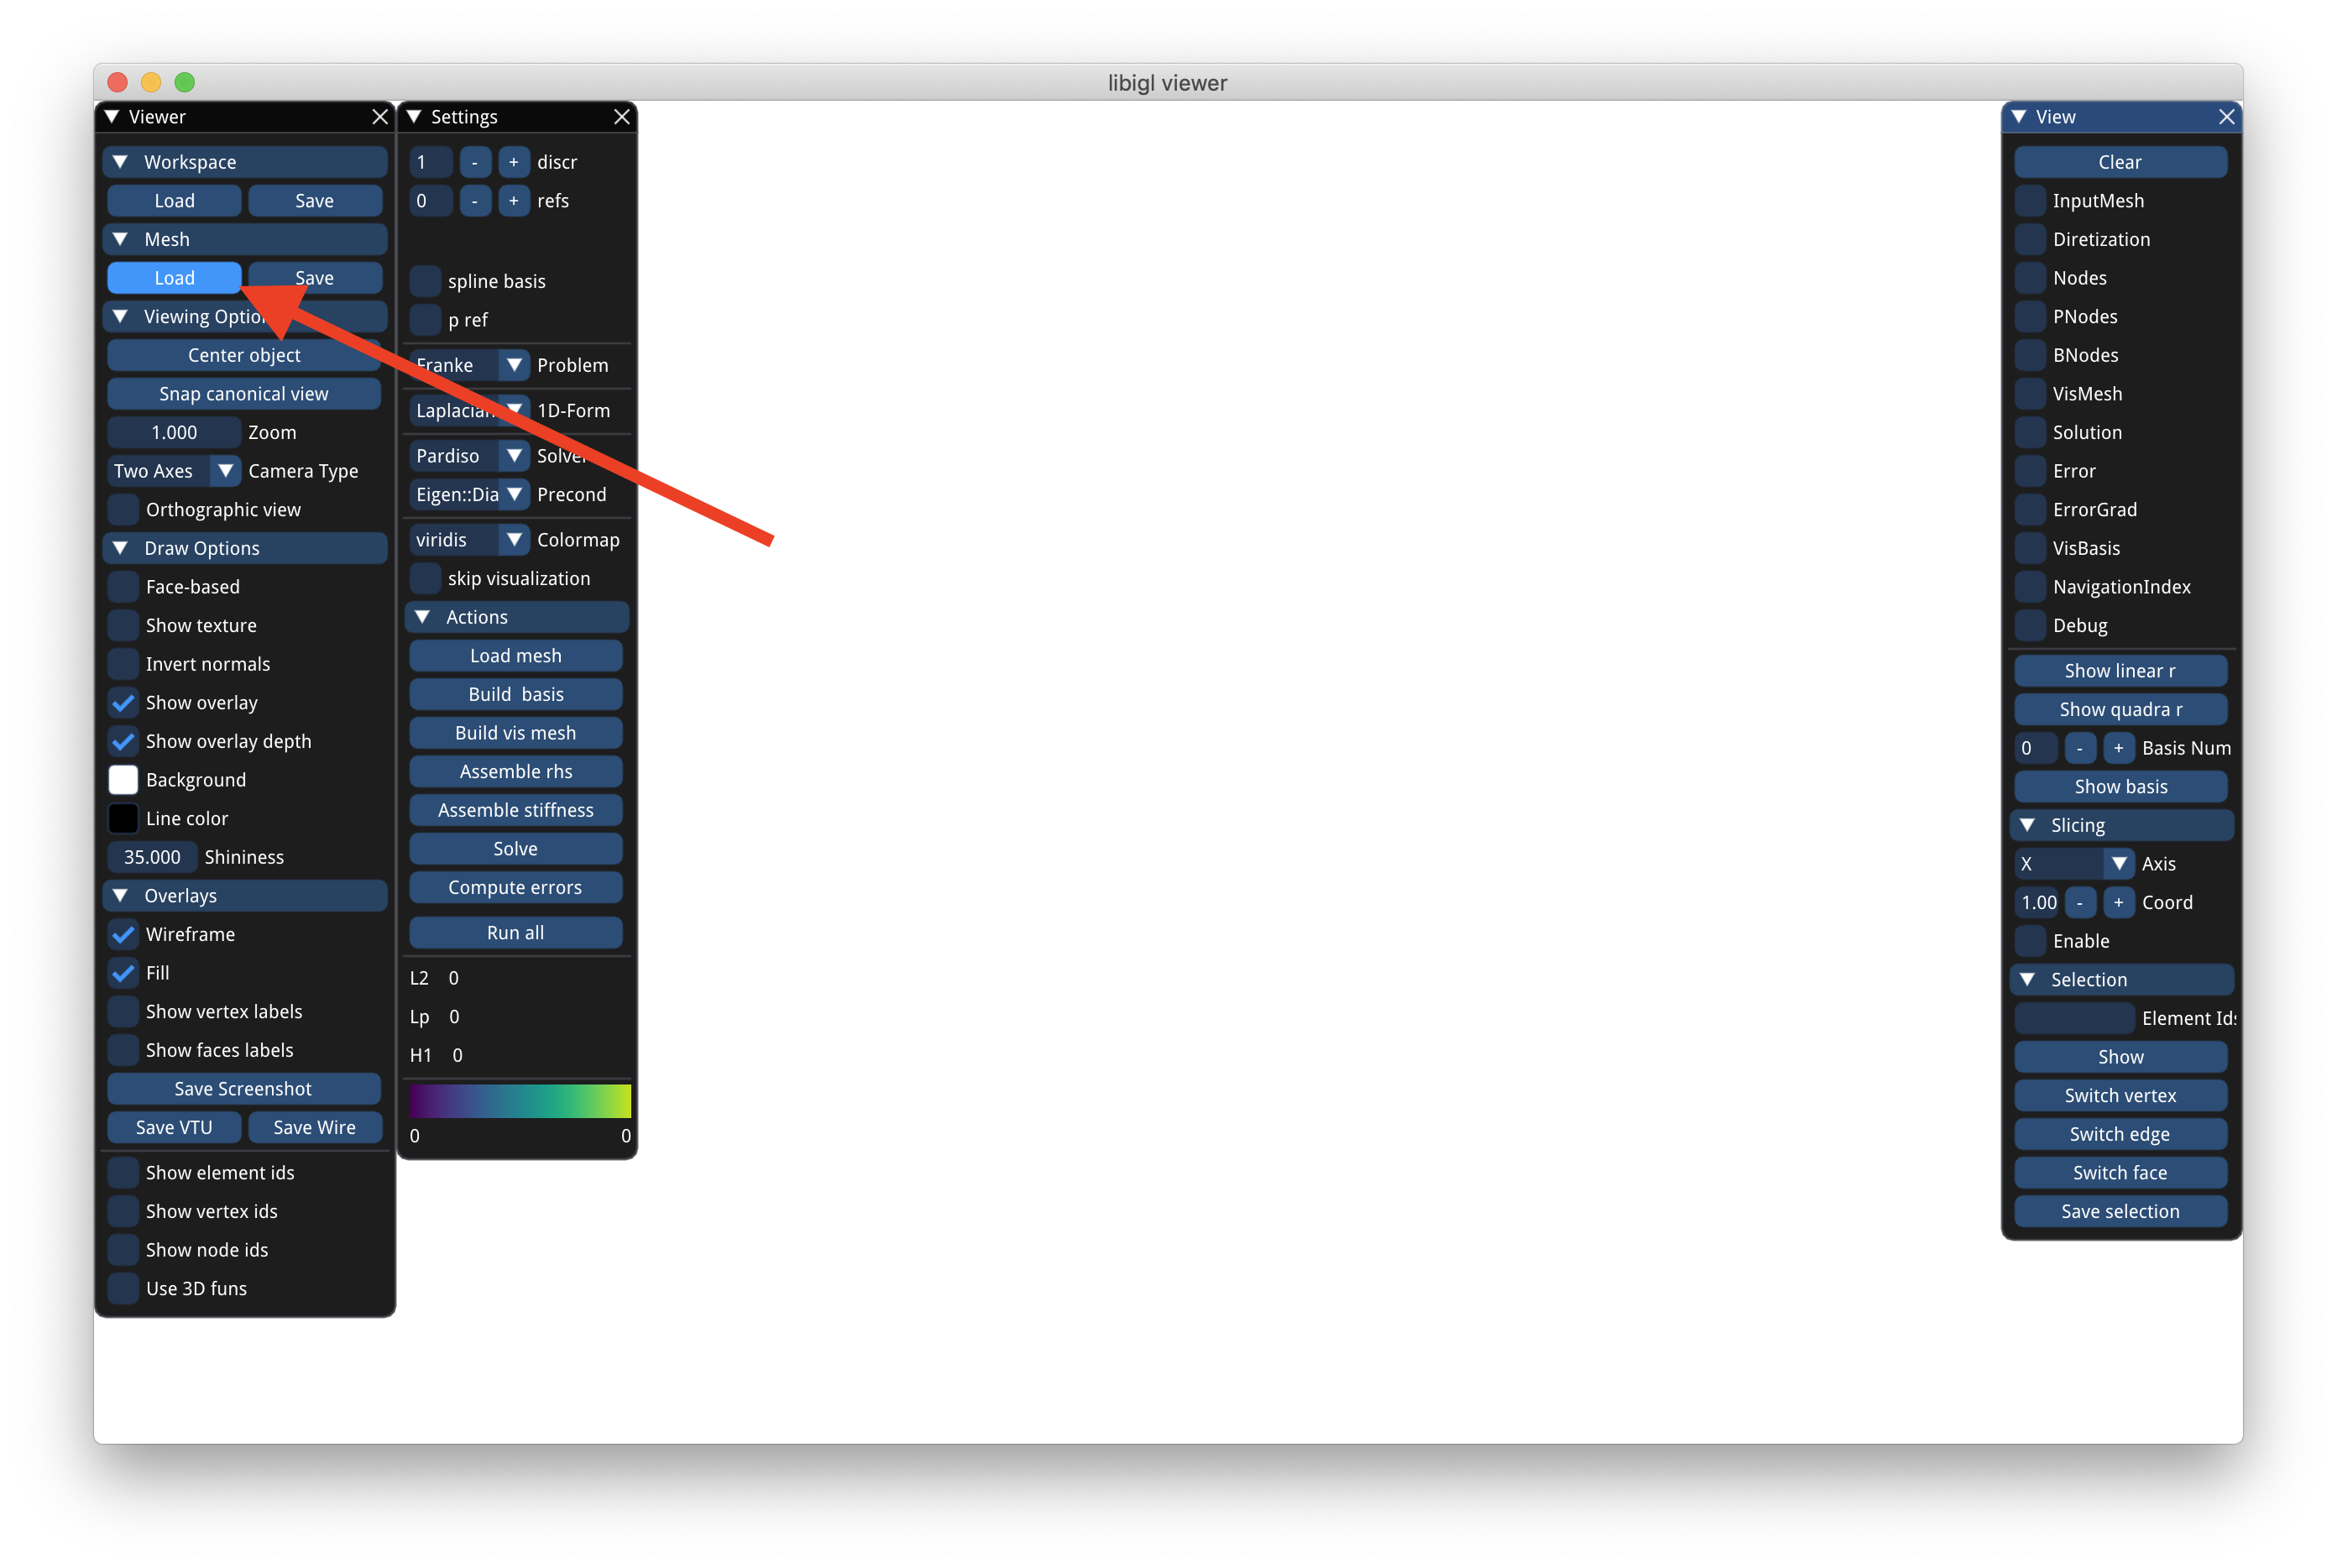 libigl viewer
Viewer
Workspace
Load Save
Mesh
Load Save
Viewing Optio
Center object
Snap canonical view
1.000 Zoom
Two Axes Camera Type
Orthographic view
Draw Options
Face-based
Show texture
Invert normals
Show overlay
Show overlay depth
Background
Line color
35.000 Shininess
Overlays
Wireframe
Fill
Show vertex labels
Show faces labels
Save Screenshot
Save VTU Save Wire
Show element ids
Show vertex ids
Show node ids
Use 3D funs
Settings
1 - + discr
0 - + refs
spline basis
p ref
Franke Problem
Laplacian 1D-Form
Pardiso Solver
Eigen::Dia Precond
viridis Colormap
skip visualization
Actions
Load mesh
Build basis
Build vis mesh
Assemble rhs
Assemble stiffness
Solve
Compute errors
Run all
L2 0
Lp 0
H1 0
0 0
View
Clear
InputMesh
Diretization
Nodes
PNodes
BNodes
VisMesh
Solution
Error
ErrorGrad
VisBasis
NavigationIndex
Debug
Show linear r
Show quadra r
0 - + Basis Num
Show basis
Slicing
X Axis
1.00 - + Coord
Enable
Selection
Element Ids
Show
Switch vertex
Switch edge
Switch face
Save selection